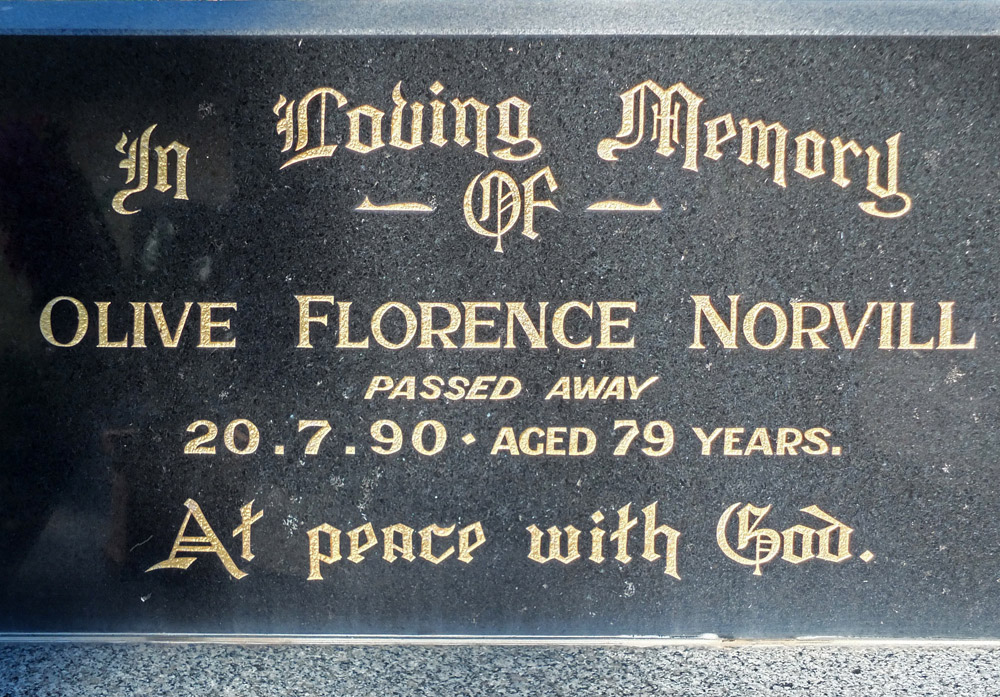 In Loving Memory
OF
OLIVE FLORENCE NORVILL
PASSED AWAY
20.7.90 · AGED 79 YEARS.
At peace with God.